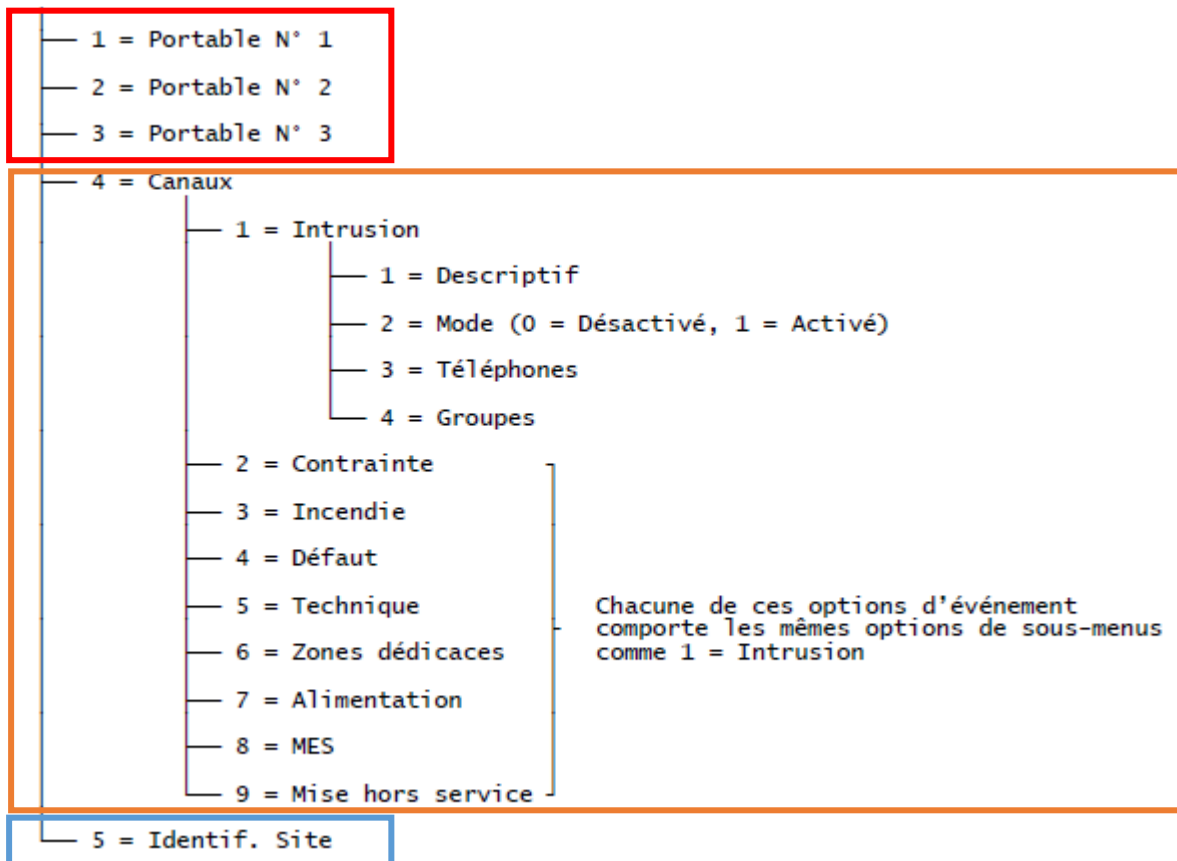 1 = Portable N° 1
2 = Portable N° 2
3 = Portable N° 3
4 = Canaux
1 = Intrusion
1 = Descriptif
2 = Mode (0 = Désactivé, 1 = Activé)
3 = Téléphones
4 = Groupes
2 = Contrainte
3 = Incendie
4 = Défaut
5 = Technique
6 = Zones dédicaces
7 = Alimentation
8 = MES
9 = Mise hors service
Chacune de ces options d’événement
comporte les mêmes options de sous-menus
comme 1 = Intrusion
5 = Identif. Site